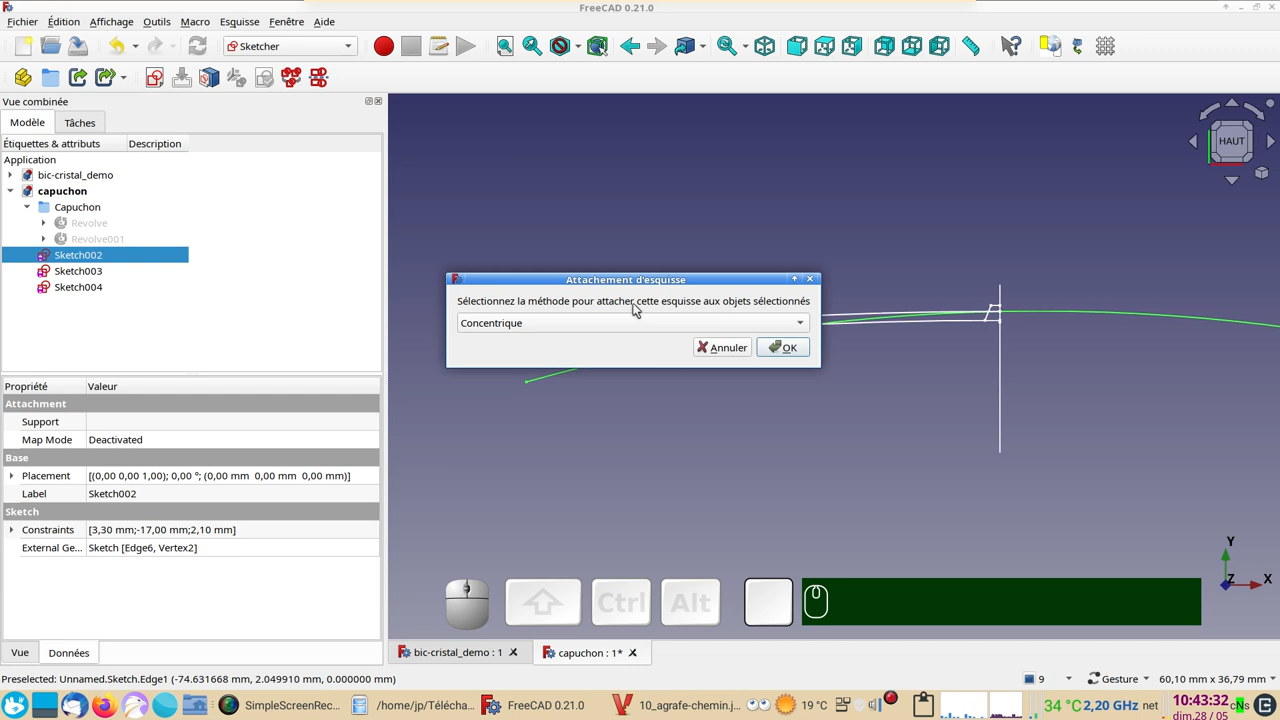 FreeCAD 0.21.0
Fichier Édition Affichage Outils Macro Esquisse Fenêtre Aide
Sketcher
Vue combinée
Modèle Tâches
Étiquettes & attributs Description
Application
bic-cristal_demo
capuchon
Capuchon
Revolve
Revolve001
Sketch002
Sketch003
Sketch004
HAUT
Attachement d'esquisse
Sélectionnez la méthode pour attacher cette esquisse aux objets sélectionnés
Concentrique
Annuler OK
Propriété Valeur
Attachment
Support
Map Mode Deactivated
Base
Placement [(0,00 0,00 1,00); 0,00 °; (0,00 mm 0,00 mm 0,00 mm)]
Label Sketch002
Sketch
Constraints [3,30 mm;-17,00 mm;2,10 mm]
External Ge... Sketch [Edge6, Vertex2]
Y
Z X
Ctrl Alt
Vue Données
bic-cristal_demo : 1 capuchon : 1*
Preselected: Unnamed.Sketch.Edge1 (-74.631668 mm, 2.049910 mm, 0.000000 mm)
9 Gesture 60,10 mm x 36,79 mm
SimpleScreenRec... /home/jp/Télécha... FreeCAD 0.21.0 10_agrafe-chemin.j... 19 °C 34 °C 2,20 GHz net 10:43:32
dim.28 / 05